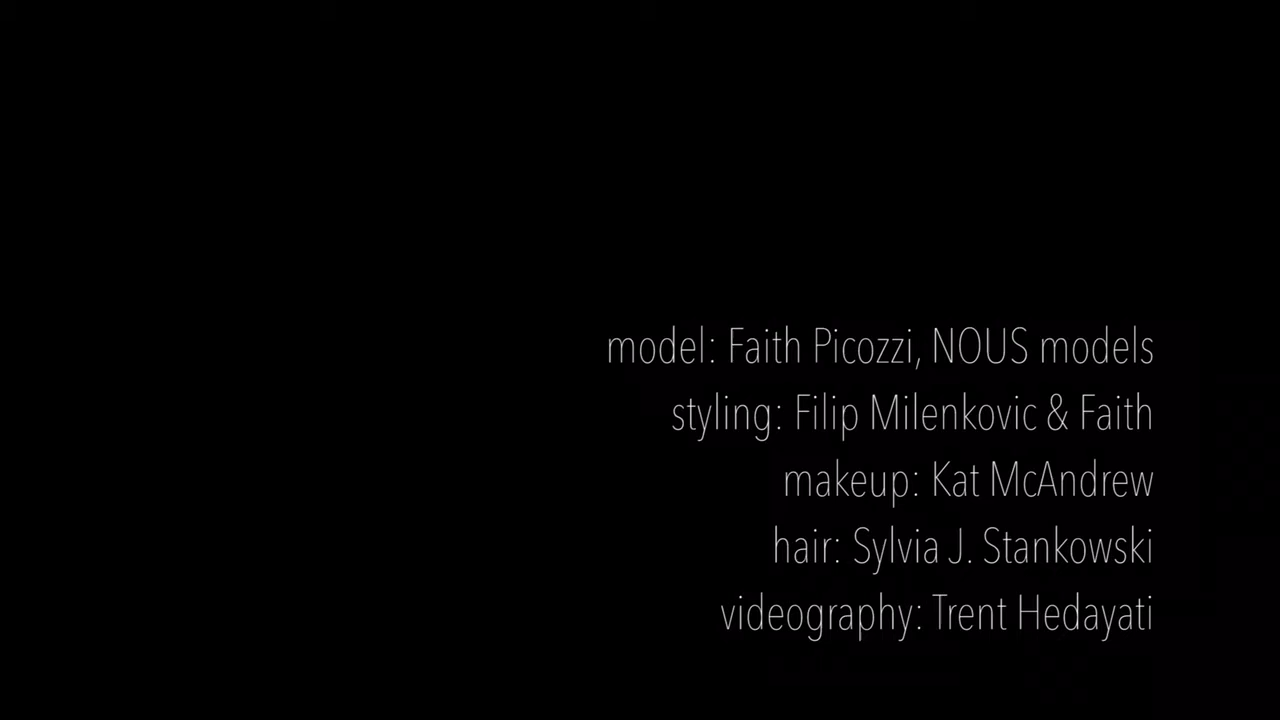 model: Faith Picozzi, NOUS models
styling: Filip Milenkovic & Faith
makeup: Kat McAndrew
hair: Sylvia J. Stankowski
videography: Trent Hedayati